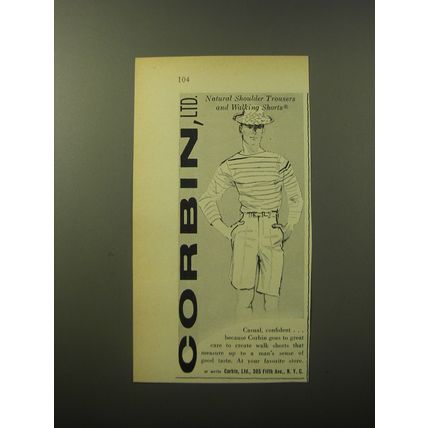 104
CORBIN, LTD.
Natural Shoulder Trousers
and Walking Shorts®
Casual, confident . . .
because Corbin goes to great
care to create walk shorts that
measure up to a man's sense of
good taste. At your favorite store.
or write Corbin, Ltd., 385 Fifth Ave., N. Y. C.